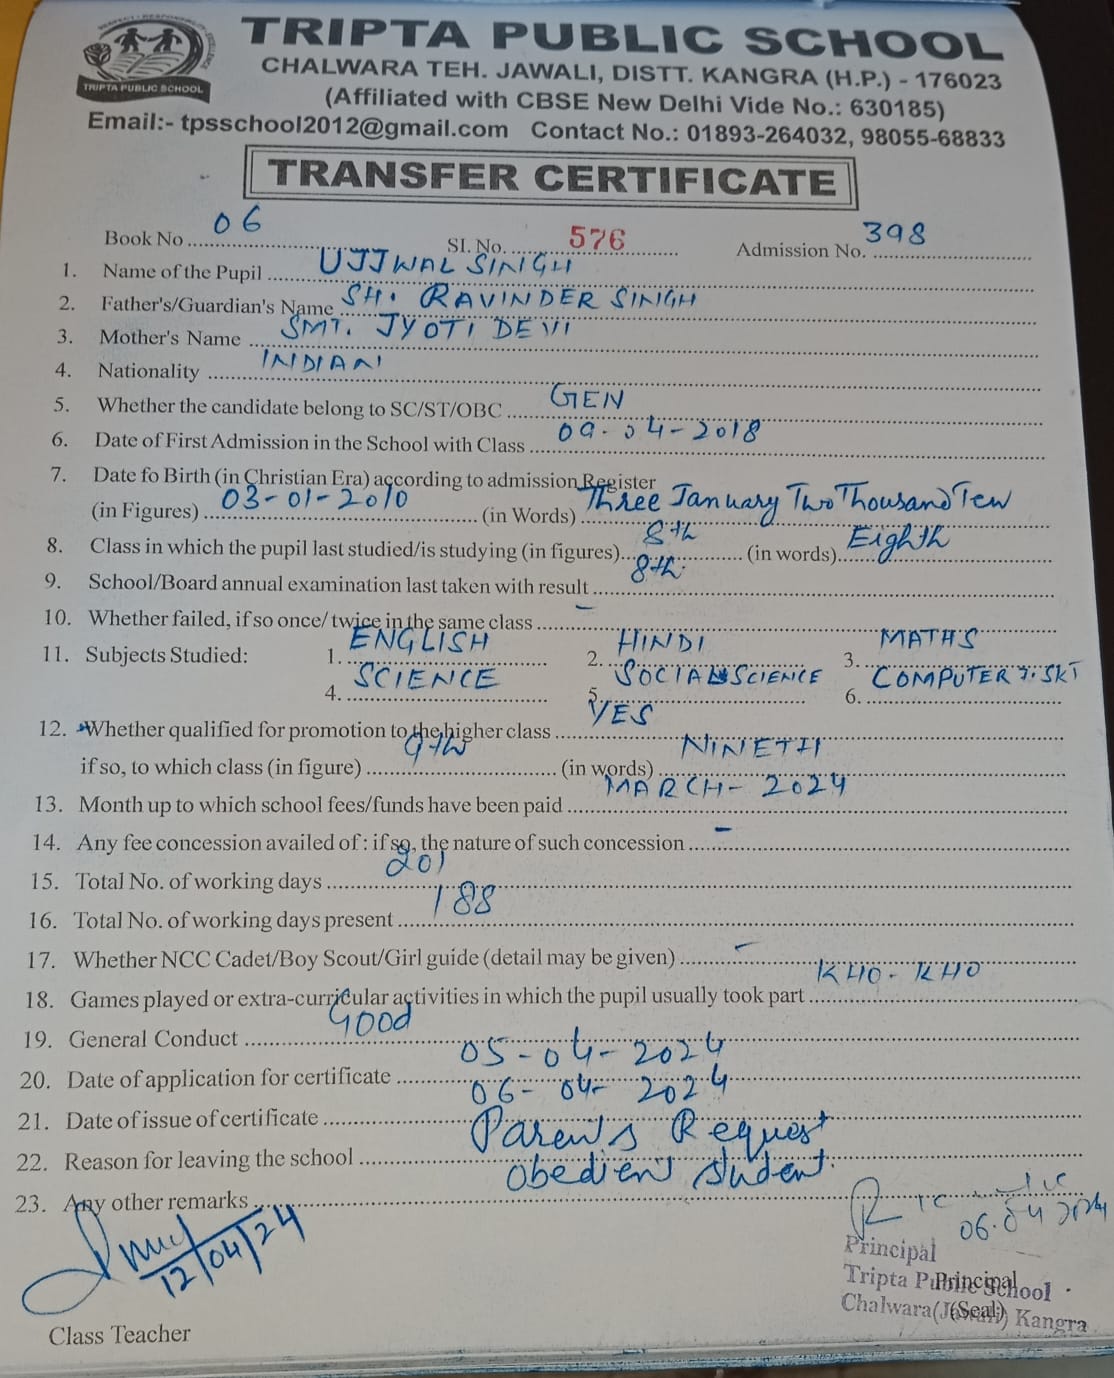 TRIPTA PUBLIC SCHOOL
TRIPTA PUBLIC SCHOOL
CHALWARA TEH. JAWALI, DISTT. KANGRA (H.P.) - 176023
(Affiliated with CBSE New Delhi Vide No.: 630185)
Email:- tpsschool2012@gmail.com Contact No.: 01893-264032, 98055-68833
TRANSFER CERTIFICATE
Book No 06 SI. No. 576 Admission No. 398
1. Name of the Pupil UJJWAL SINGH
2. Father's/Guardian's Name SH. RAVINDER SINGH
3. Mother's Name SMT. JYOTI DEVI
4. Nationality INDIAN
5. Whether the candidate belong to SC/ST/OBC GEN
6. Date of First Admission in the School with Class 09-04-2018
7. Date fo Birth (in Christian Era) according to admission Register
(in Figures) 03-01-2010 (in Words) Three January Two Thousand Ten
8. Class in which the pupil last studied/is studying (in figures) 8th (in words) Eighth
9. School/Board annual examination last taken with result 8th
10. Whether failed, if so once/ twice in the same class -
11. Subjects Studied: 1. ENGLISH 2. HINDI 3. MATHS
4. SCIENCE 5. SOCIAL SCIENCE 6. COMPUTER, SKT
12. Whether qualified for promotion to the higher class YES
if so, to which class (in figure) 9th (in words) NINETH
13. Month up to which school fees/funds have been paid MARCH-2024
14. Any fee concession availed of : if so, the nature of such concession -
15. Total No. of working days 201
16. Total No. of working days present 188
17. Whether NCC Cadet/Boy Scout/Girl guide (detail may be given) -
18. Games played or extra-curricular activities in which the pupil usually took part KHO-KHO
19. General Conduct Good
20. Date of application for certificate 05-04-2024
21. Date of issue of certificate 06-04-2024
22. Reason for leaving the school Parents Request
23. Any other remarks obedient student.
12/04/24
06.04.2024
Principal
Tripta Public School
Principal
Chalwara(Jawali) Kangra
(Seal)
Class Teacher